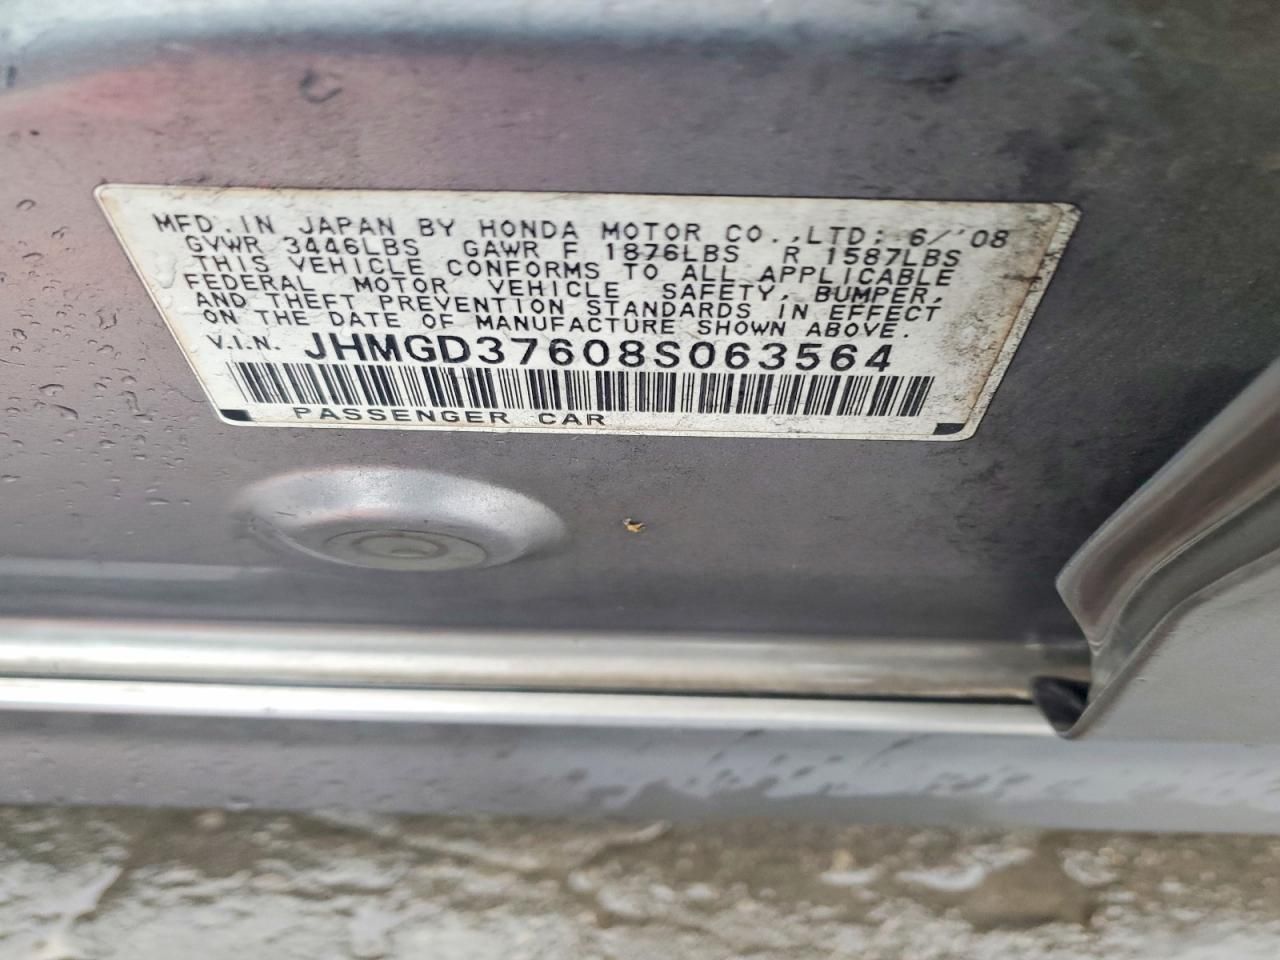 MFD. IN JAPAN BY HONDA MOTOR CO., LTD; 6/'08
GVWR 3446LBS GAWR F 1876LBS R 1587LBS
THIS VEHICLE CONFORMS TO ALL APPLICABLE
FEDERAL MOTOR VEHICLE SAFETY, BUMPER,
AND THEFT PREVENTION STANDARDS IN EFFECT
ON THE DATE OF MANUFACTURE SHOWN ABOVE.
V.I.N. JHMGD37608S063564
PASSENGER CAR